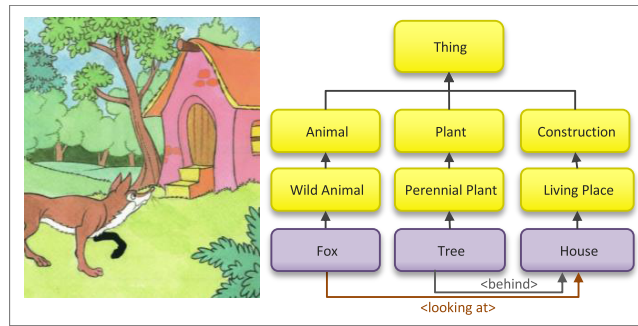 Thing
Animal Plant Construction
Wild Animal Perennial Plant Living Place
Fox Tree House
<behind>
<looking at>